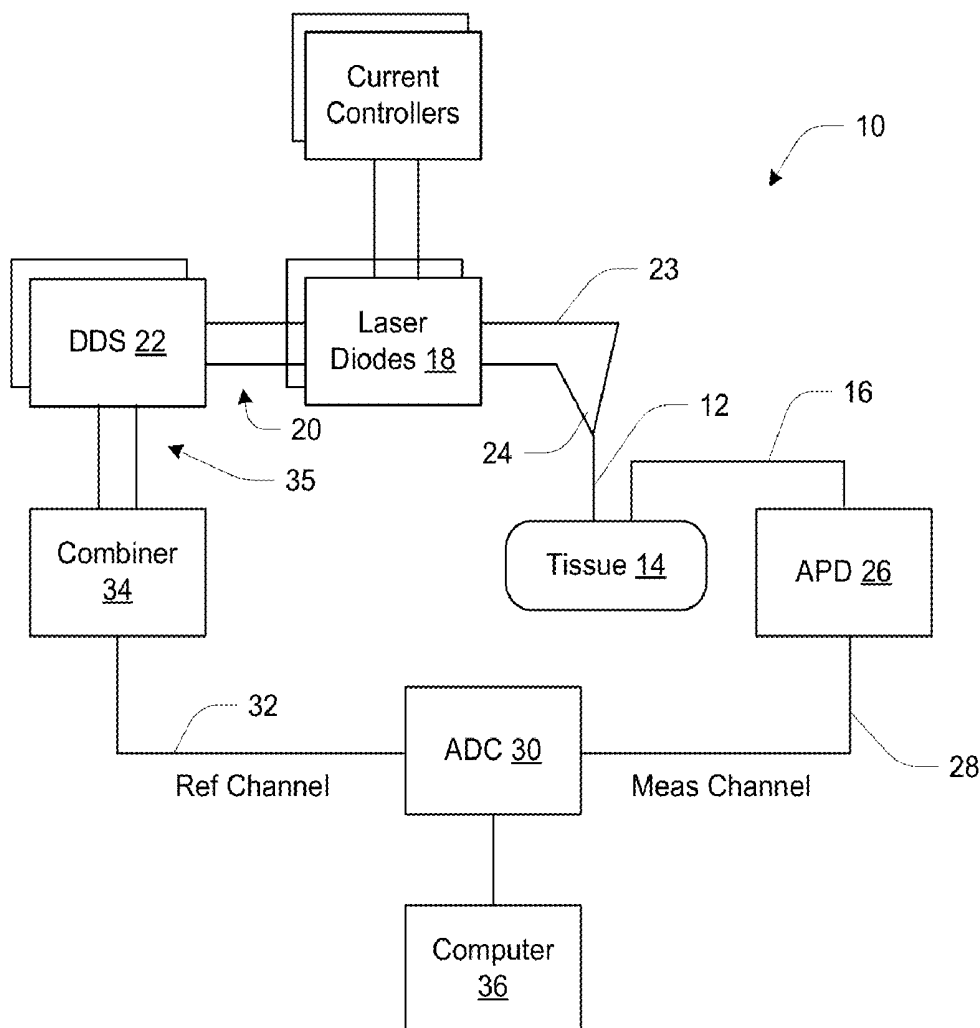 Current
Controllers
10
23
DDS 22
Laser
Diodes 18
12
16
20
24
35
Combiner
34
Tissue 14
APD 26
32
ADC 30
Ref Channel
Meas Channel
28
Computer
36